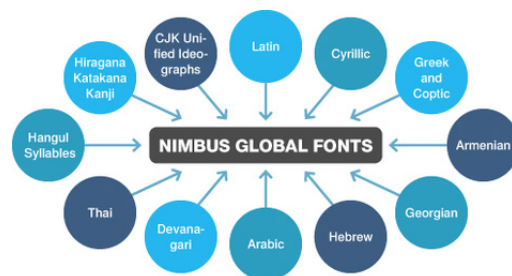 CJK Uni-
fied Ideo-
graphs
Latin
Cyrillic
Hiragana
Katakana
Kanji
Greek
and
Coptic
Hangul
Syllables
NIMBUS GLOBAL FONTS
Armenian
Thai
Devana-
gari
Arabic
Hebrew
Georgian